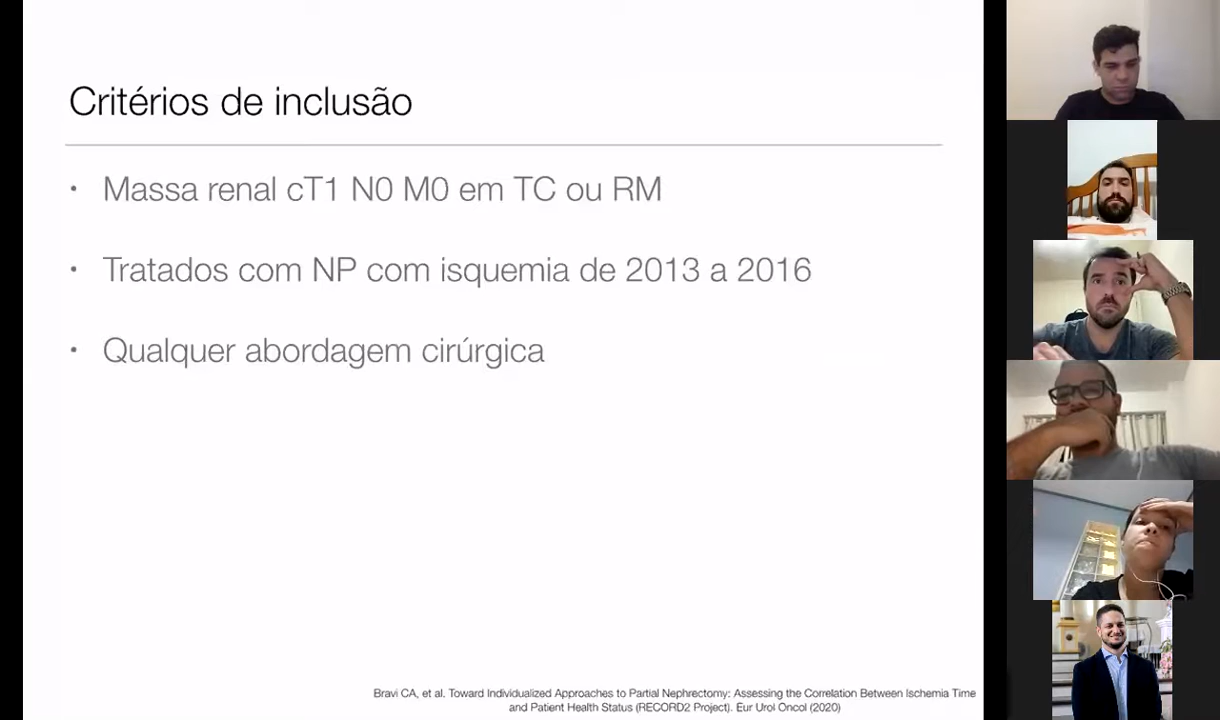 Critérios de inclusão
• Massa renal cT1 N0 M0 em TC ou RM
• Tratados com NP com isquemia de 2013 a 2016
• Qualquer abordagem cirúrgica
Bravi CA, et al. Toward Individualized Approaches to Partial Nephrectomy: Assessing the Correlation Between Ischemia Time
and Patient Health Status (RECORD2 Project). Eur Urol Oncol (2020)